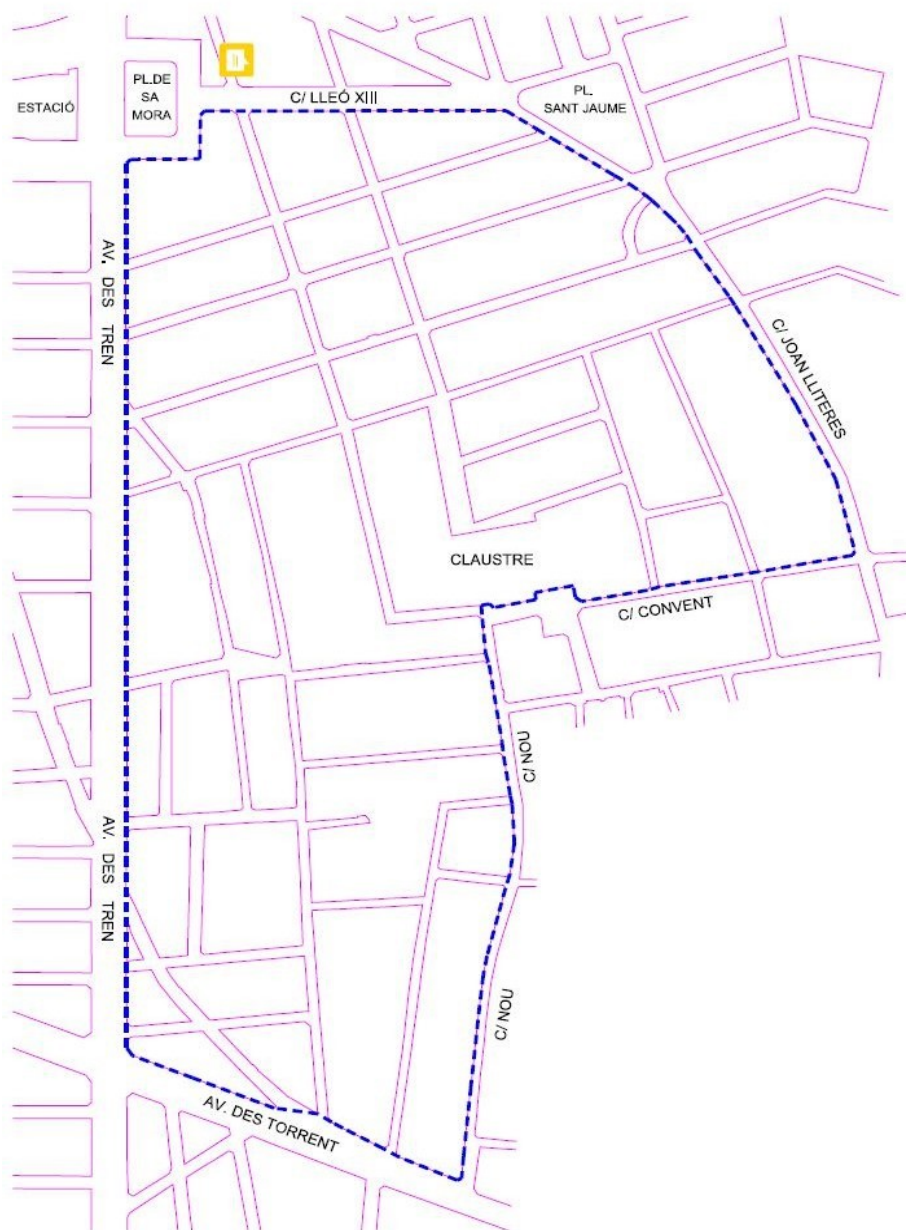 C/ LLEÓ XIII
PL.DE
SA
MORA
ESTACIÓ
PL.
SANT JAUME
AV. DES TREN
C/ JOAN LLITERES
CLAUSTRE
C/ CONVENT
C/ NOU
AV. DES TREN
C/ NOU
AV. DES TORRENT